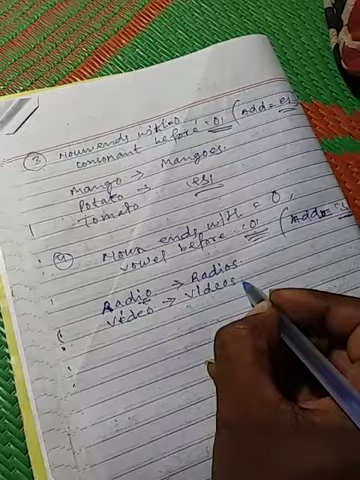 ③ Noun ends with-O
consonant before 'O' (Add = es
Mango → Mangoes.
Potato →
Tomato 'es'
④ Noun ends with = O,
vowel before 'O' (Add=
Radio → Radios
Video → Videos